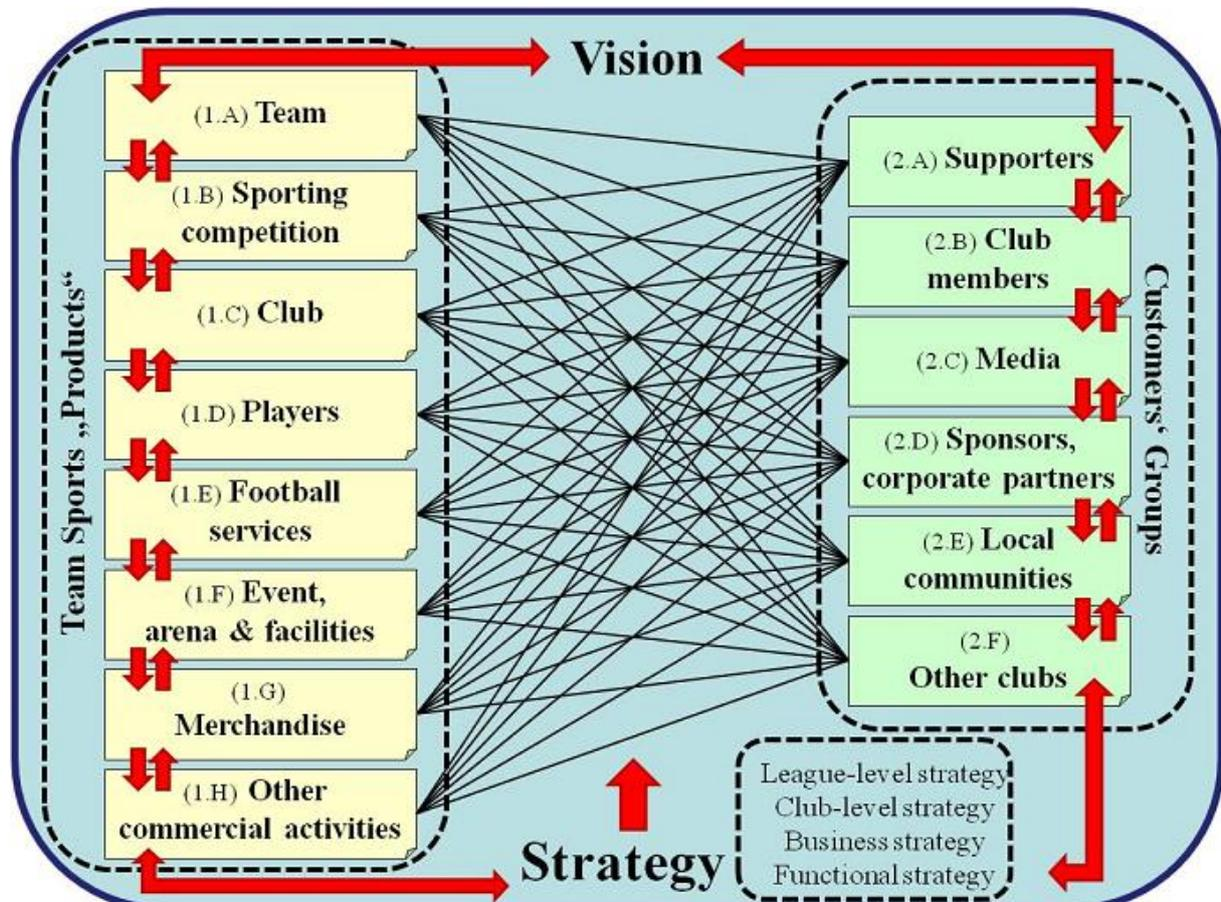 Vision
Team Sports „Products“
(1.A) Team
(1.B) Sporting
competition
(1.C) Club
(1.D) Players
(1.E) Football
services
(1.F) Event,
arena & facilities
(1.G)
Merchandise
(1.H) Other
commercial activities
(2.A) Supporters
(2.B) Club
members
(2.C) Media
(2.D) Sponsors,
corporate partners
(2.E) Local
communities
(2.F)
Other clubs
Custoners‘ Groups
Strategy
League-level strategy
Club-level strategy
Business strategy
Functional strategy